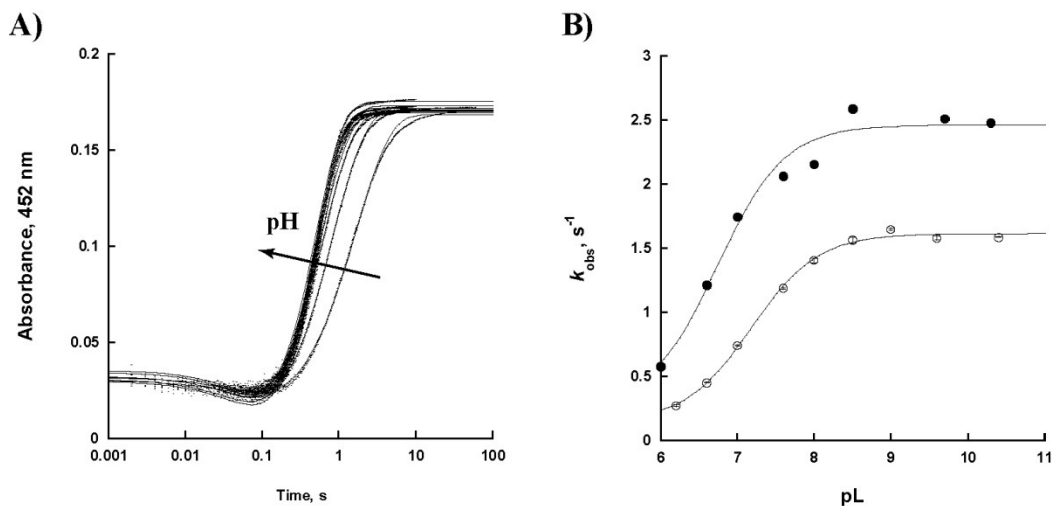 A)
Absorbance, 452 nm
0.2
0.15
0.1
0.05
0
pH
0.001 0.01 0.1 1 10 100
Time, s
B)
kobs, s-1
3
2.5
2
1.5
1
0.5
0
6 7 8 9 10 11
pL